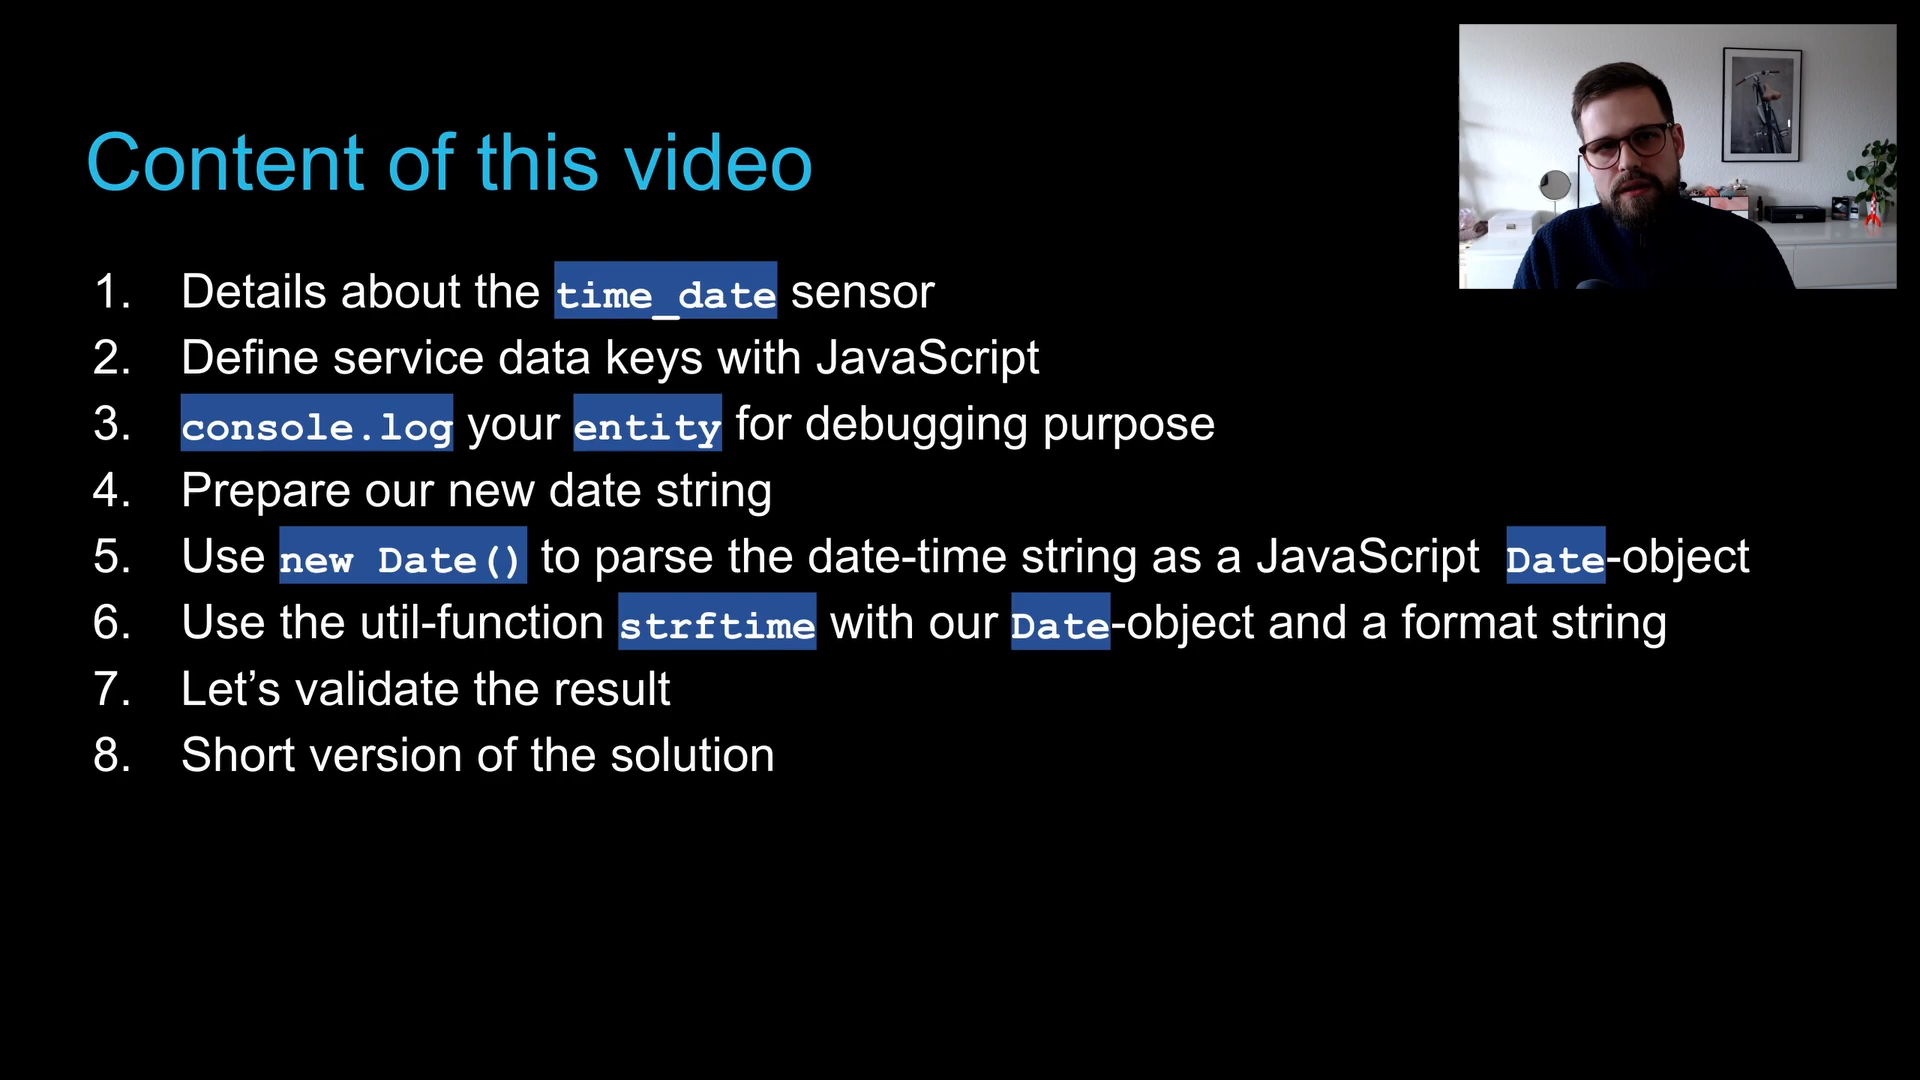 Content of this video
1. Details about the time_date sensor
2. Define service data keys with JavaScript
3. console.log your entity for debugging purpose
4. Prepare our new date string
5. Use new Date() to parse the date-time string as a JavaScript Date-object
6. Use the util-function strftime with our Date-object and a format string
7. Let’s validate the result
8. Short version of the solution